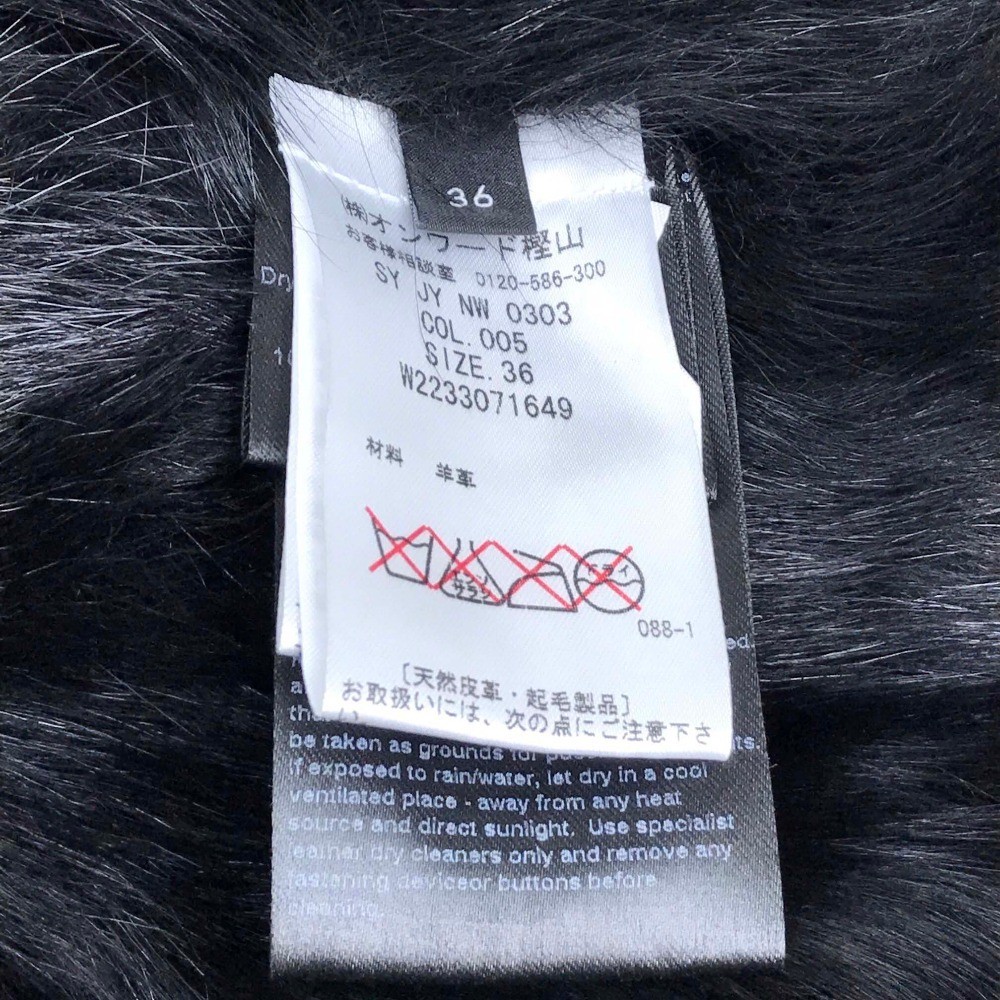 36
㈱オンワード樫山
お客様相談室 0120-586-300
SY JY NW 0303
COL.005
SIZE.36
W2233071649
材料 羊革
ドライ
088-1
[天然皮革・起毛製品]
お取扱いには、次の点にご注意下さ
Dry
ed.
be taken as grounds for
ts.
If exposed to rain/water, let dry in a cool
ventilated place - away from any heat
source and direct sunlight. Use specialist
leather dry cleaners only and remove any
fastening deviceor buttons before
cleaning.